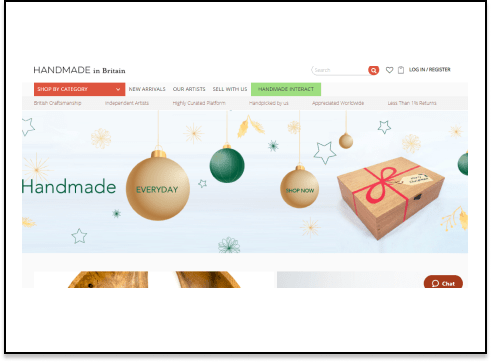 HANDMADE in Britain
Search
LOG IN / REGISTER
SHOP BY CATEGORY
NEW ARRIVALS
OUR ARTISTS
SELL WITH US
HANDMADE INTERACT
British Craftsmanship
Independent Artists
Highly Curated Platform
Handpicked by us
Appreciated Worldwide
Less Than 1% Returns
Handmade
EVERYDAY
SHOP NOW
Chat